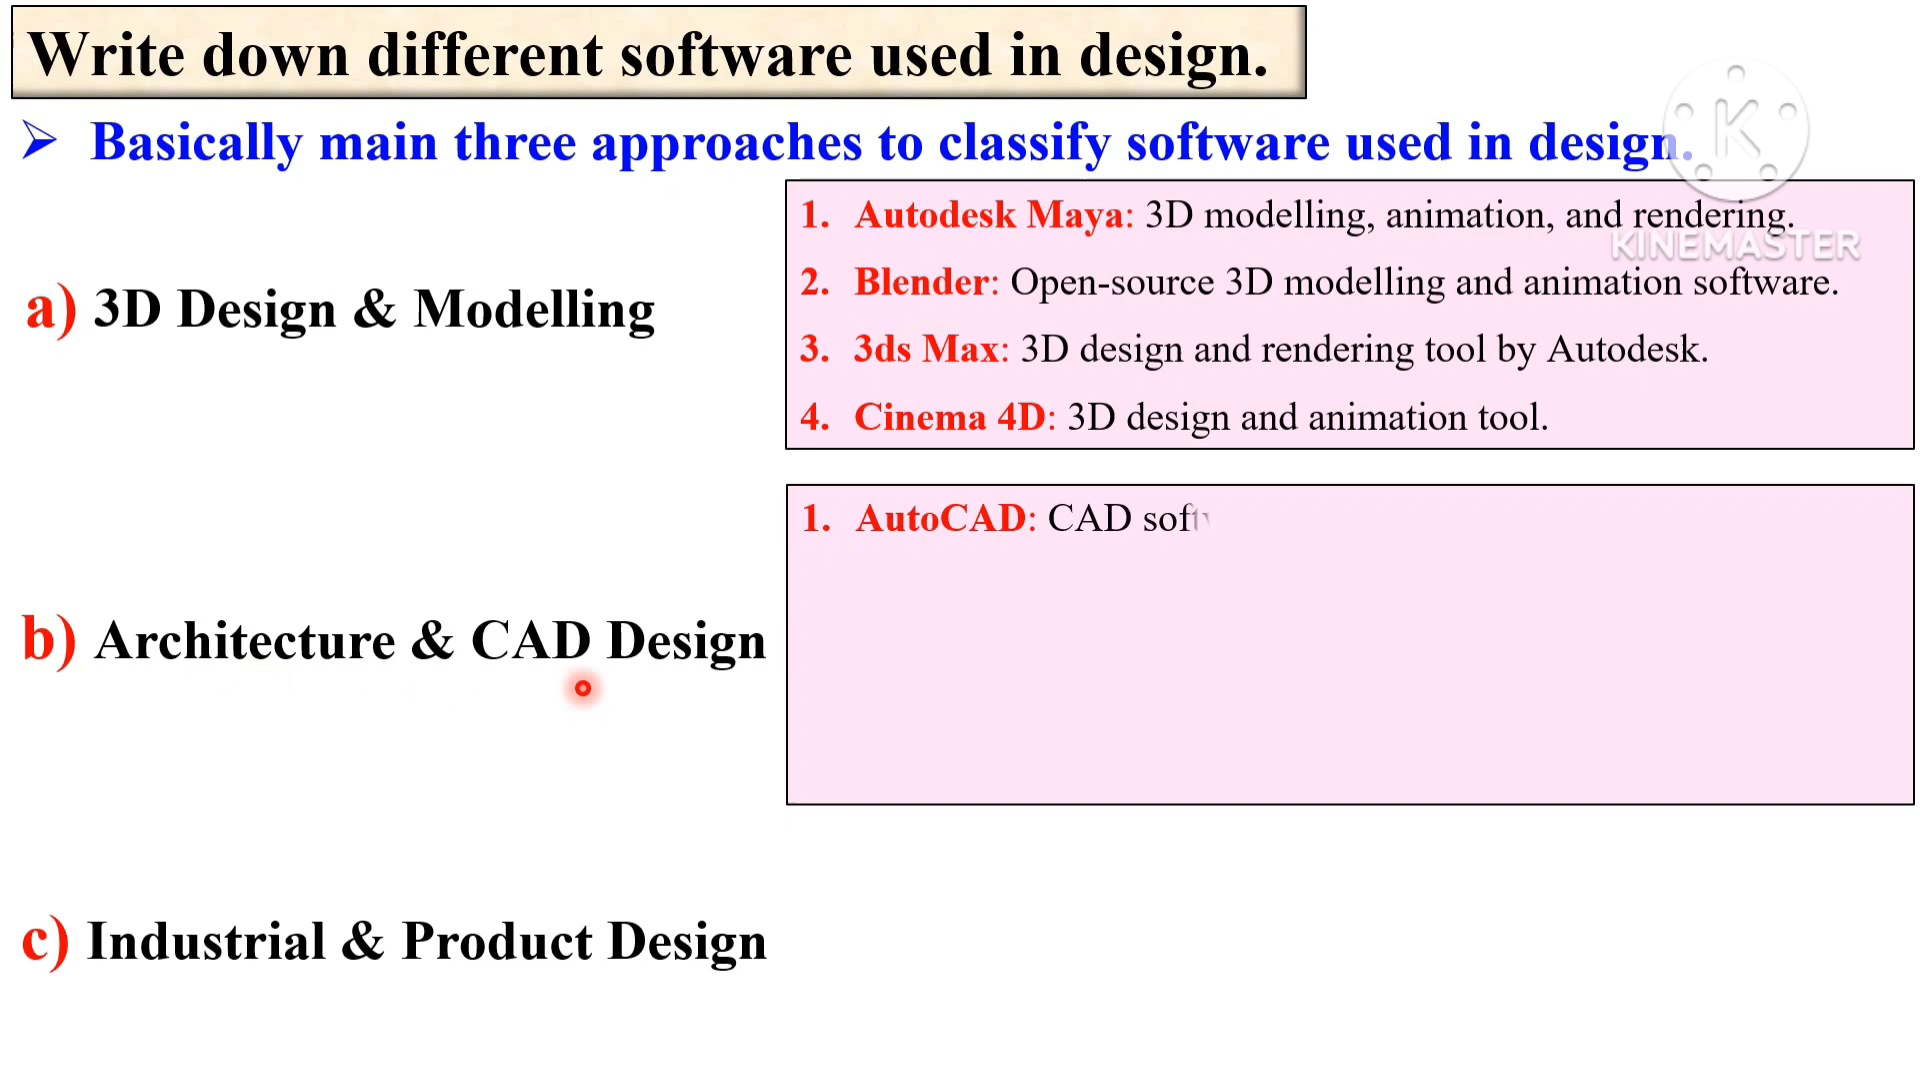 Write down different software used in design.
➢ Basically main three approaches to classify software used in design.
KINEMASTER
a) 3D Design & Modelling
1. Autodesk Maya: 3D modelling, animation, and rendering.
2. Blender: Open-source 3D modelling and animation software.
3. 3ds Max: 3D design and rendering tool by Autodesk.
4. Cinema 4D: 3D design and animation tool.
b) Architecture & CAD Design
1. AutoCAD: CAD
c) Industrial & Product Design